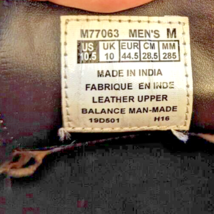 M77063 MEN'S M
US UK EUR CM MM
10.5 10 44.5 28.5 285
MADE IN INDIA
FABRIQUE EN INDE
LEATHER UPPER
BALANCE MAN-MADE
19D501 H16